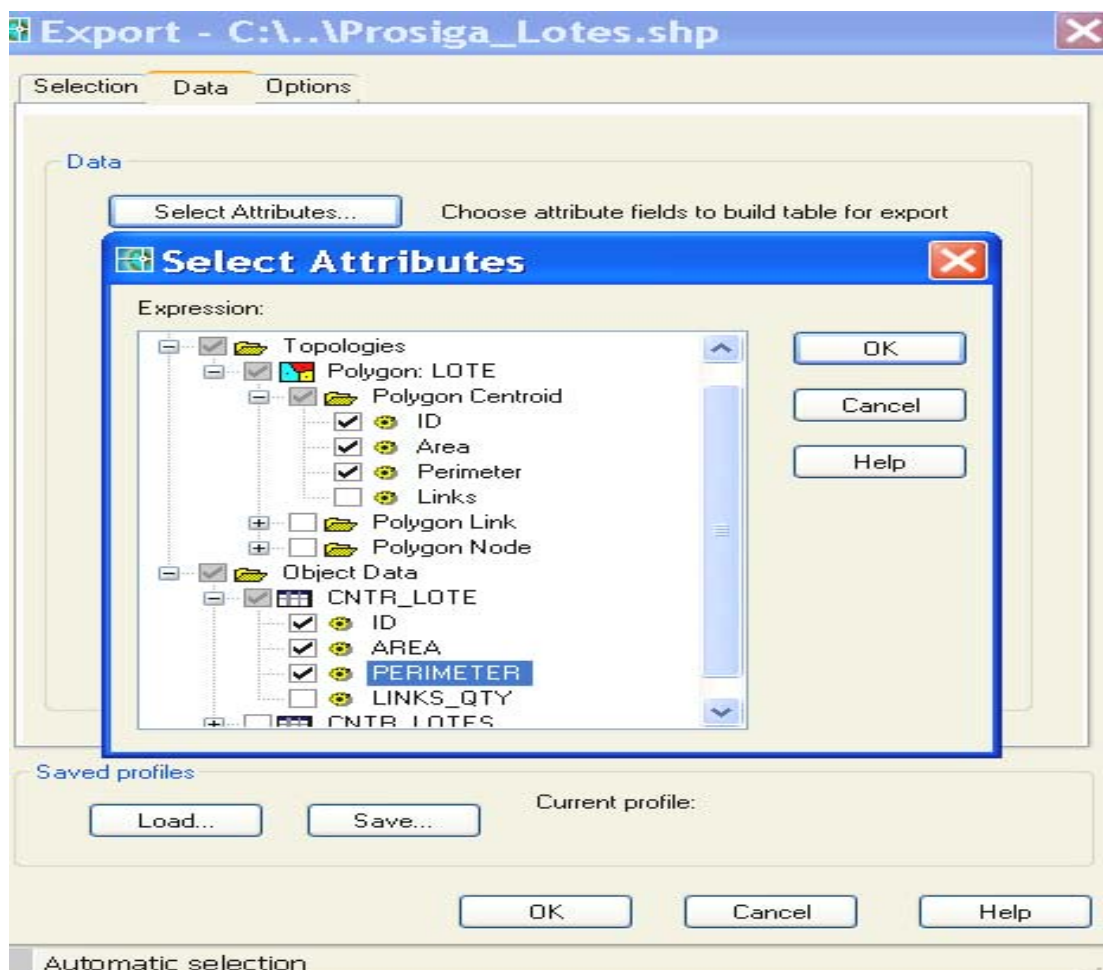 Export - C:\..\Prosiga_Lotes.shp
Selection Data Options
Data
Select Attributes... Choose attribute fields to build table for export
Select Attributes
Expression:
Topologies
Polygon: LOTE
Polygon Centroid
ID
Area
Perimeter
Links
Polygon Link
Polygon Node
Object Data
CNTR_LOTE
ID
AREA
PERIMETER
LINKS_QTY
CNTR_LOTES
OK
Cancel
Help
Saved profiles
Load... Save... Current profile:
OK Cancel Help
Automatic selection